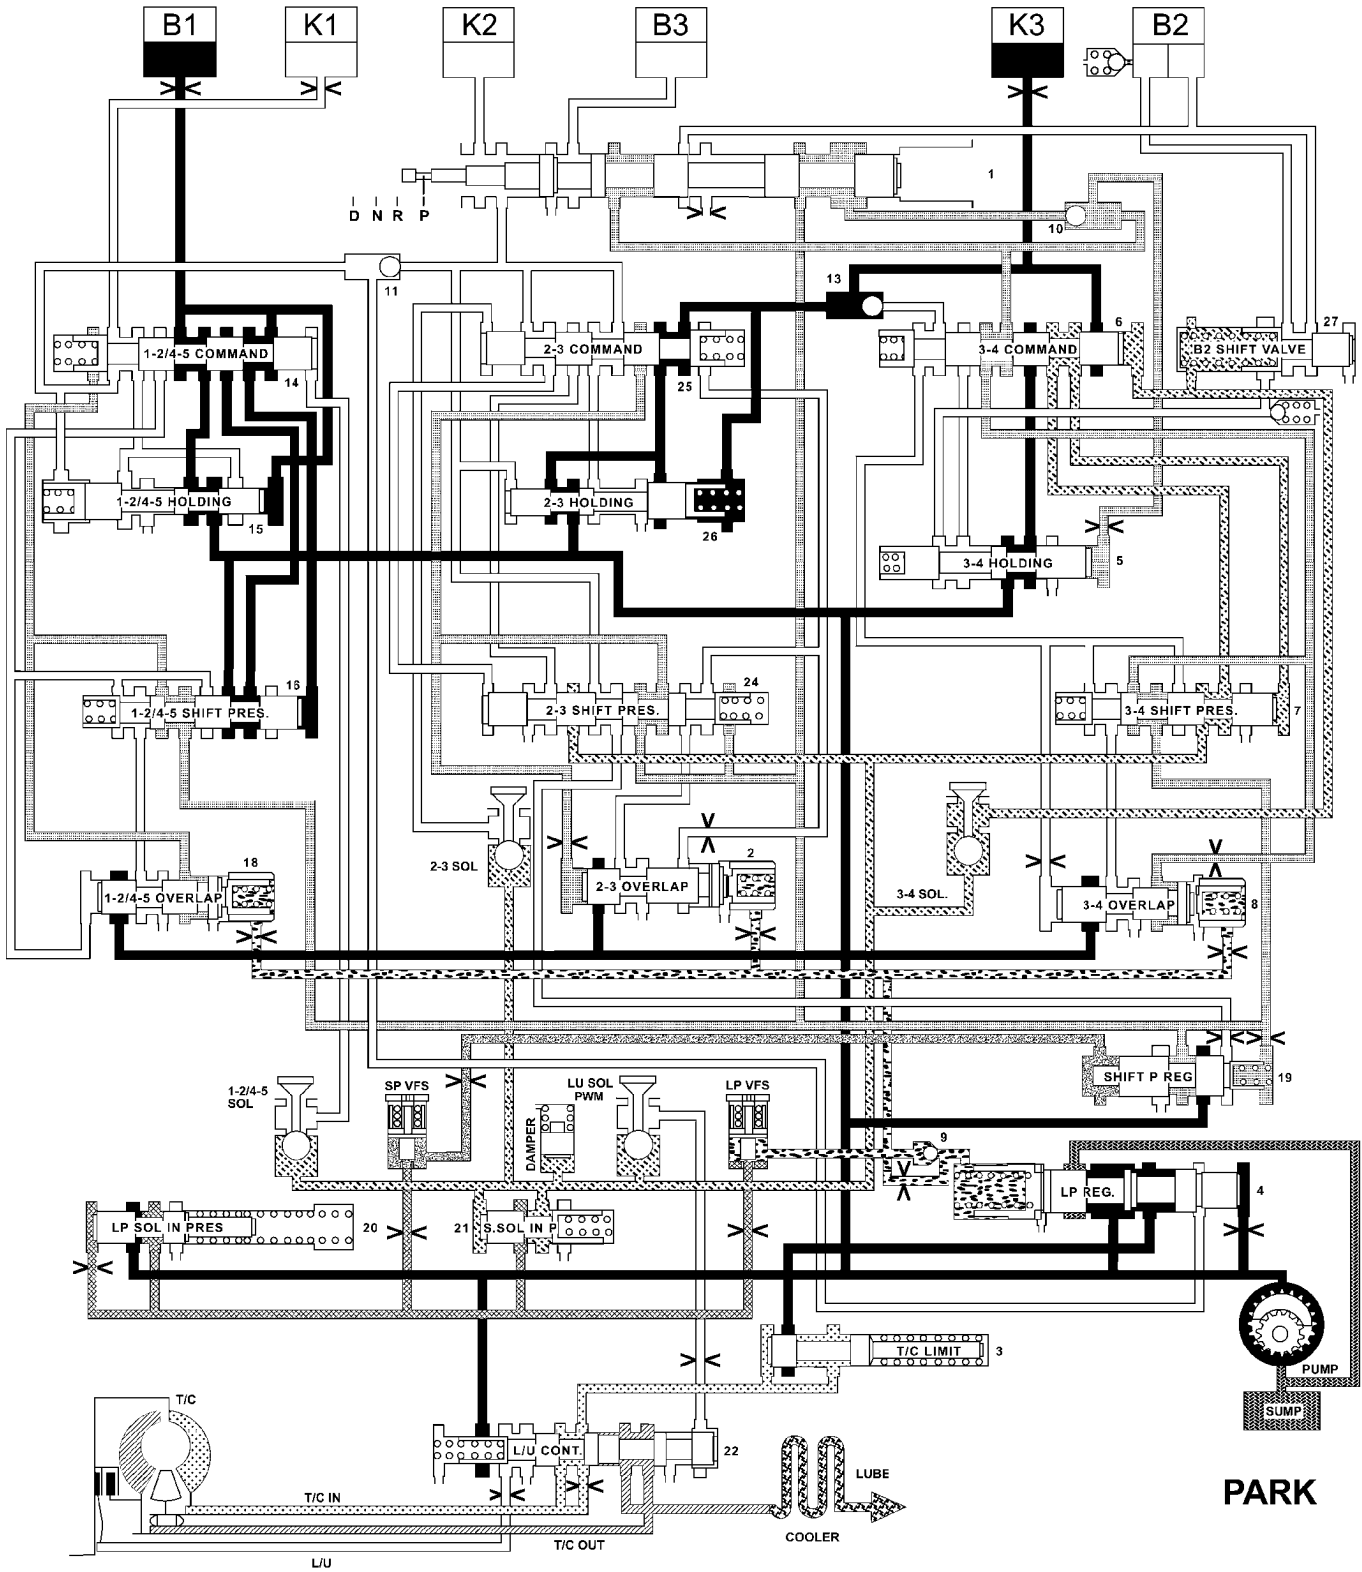 B1
K1
K2
B3
K3
B2
D N R P
1
10
11
13
6
27
1-2/4-5 COMMAND
14
2-3 COMMAND
25
3-4 COMMAND
B2 SHIFT VALVE
1-2/4-5 HOLDING
15
2-3 HOLDING
26
3-4 HOLDING
5
1-2/4-5 SHIFT PRES.
16
2-3 SHIFT PRES.
24
3-4 SHIFT PRES.
7
2-3 SOL
3-4 SOL.
1-2/4-5 OVERLAP
18
2-3 OVERLAP
2
3-4 OVERLAP
8
1-2/4-5
SOL
SP VFS
LU SOL
PWM
LP VFS
SHIFT P REG
19
DAMPER
9
LP REG.
4
LP SOL IN PRES
20
21
S.SOL IN P
T/C LIMIT
3
PUMP
SUMP
T/C
L/U CONT.
22
T/C IN
T/C OUT
L/U
LUBE
COOLER
PARK